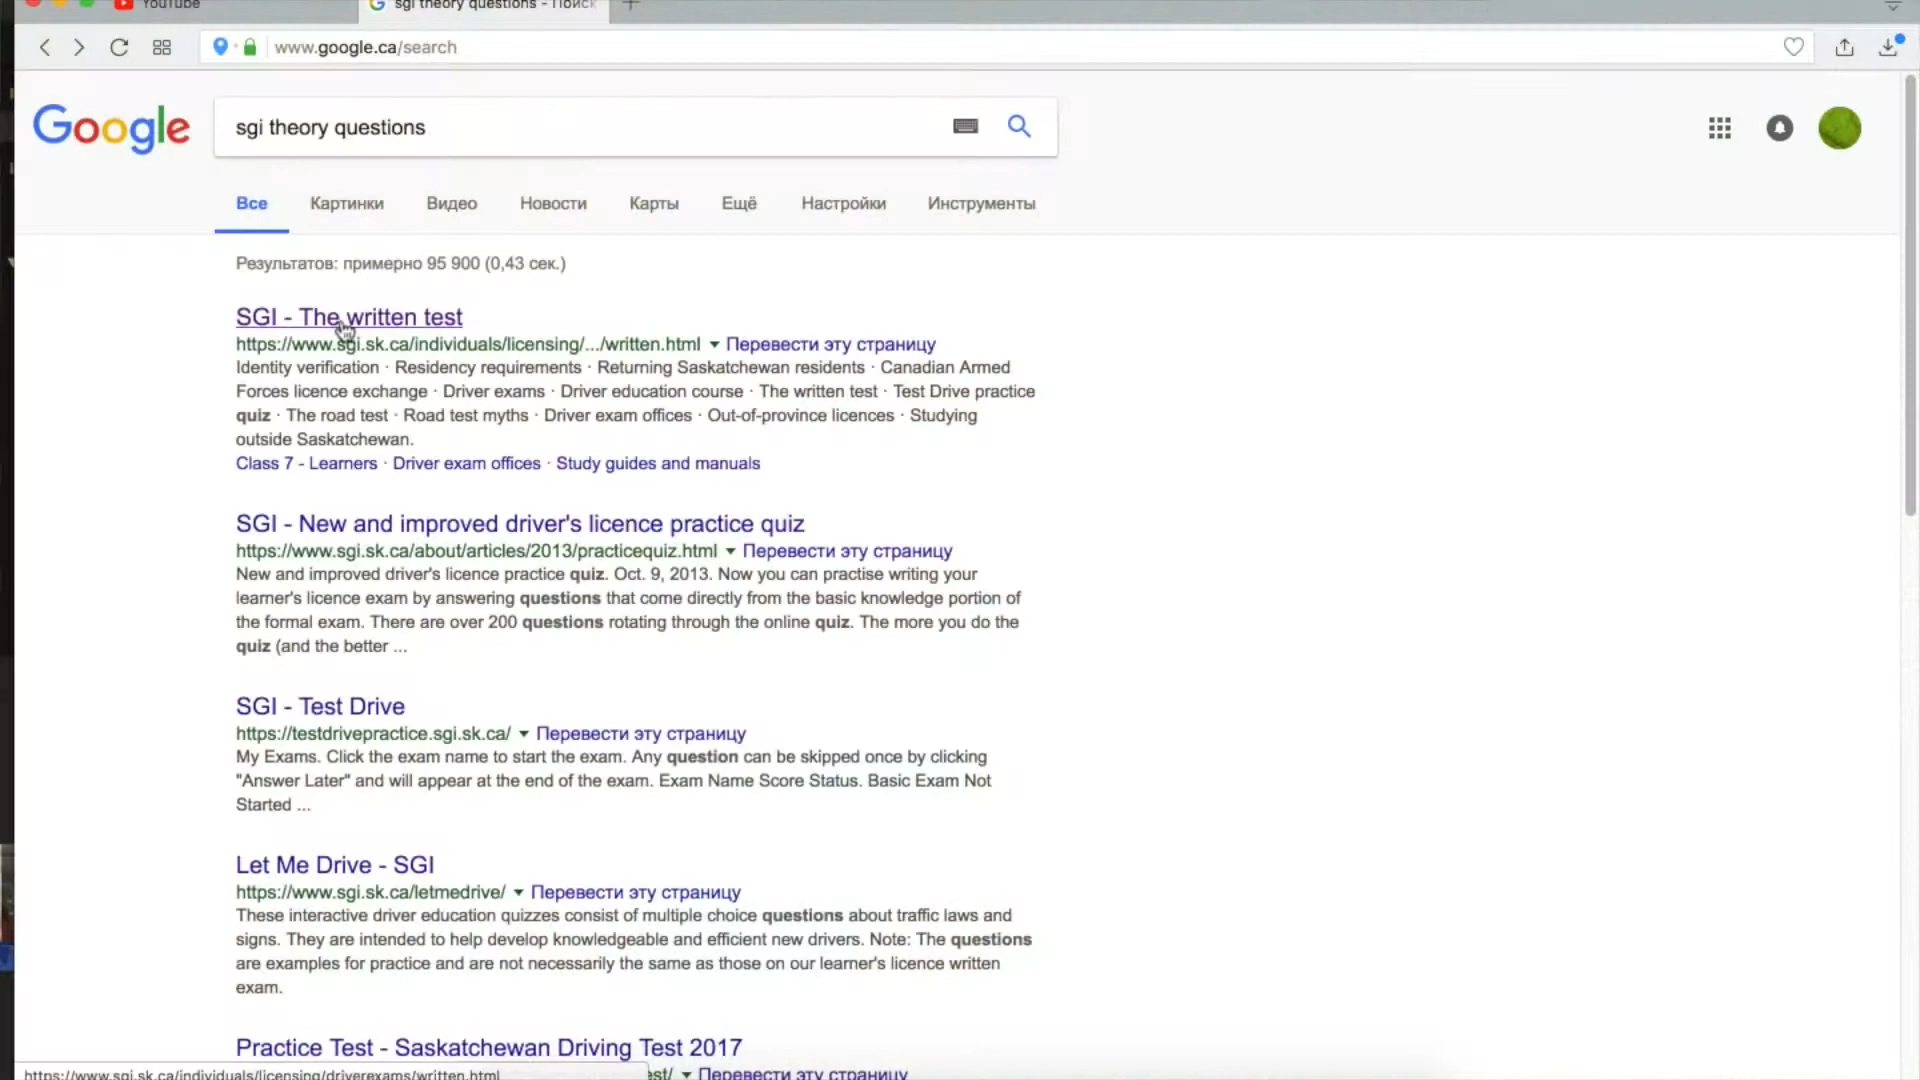 YouTube
sgi theory questions - Поиск
www.google.ca/search
Google
sgi theory questions
Все Картинки Видео Новости Карты Ещё Настройки Инструменты
Результатов: примерно 95 900 (0,43 сек.)
SGI - The written test
https://www.sgi.sk.ca/individuals/licensing/.../written.html Перевести эту страницу
Identity verification · Residency requirements · Returning Saskatchewan residents · Canadian Armed
Forces licence exchange · Driver exams · Driver education course · The written test · Test Drive practice
quiz · The road test · Road test myths · Driver exam offices · Out-of-province licences · Studying
outside Saskatchewan.
Class 7 - Learners · Driver exam offices · Study guides and manuals
SGI - New and improved driver's licence practice quiz
https://www.sgi.sk.ca/about/articles/2013/practicequiz.html Перевести эту страницу
New and improved driver's licence practice quiz. Oct. 9, 2013. Now you can practise writing your
learner's licence exam by answering questions that come directly from the basic knowledge portion of
the formal exam. There are over 200 questions rotating through the online quiz. The more you do the
quiz (and the better ...
SGI - Test Drive
https://testdrivepractice.sgi.sk.ca/ Перевести эту страницу
My Exams. Click the exam name to start the exam. Any question can be skipped once by clicking
"Answer Later" and will appear at the end of the exam. Exam Name Score Status. Basic Exam Not
Started ...
Let Me Drive - SGI
https://www.sgi.sk.ca/letmedrive/ Перевести эту страницу
These interactive driver education quizzes consist of multiple choice questions about traffic laws and
signs. They are intended to help develop knowledgeable and efficient new drivers. Note: The questions
are examples for practice and are not necessarily the same as those on our learner's licence written
exam.
Practice Test - Saskatchewan Driving Test 2017
est/ Перевести эту страницу
https://www.sgi.sk.ca/individuals/licensing/driverexams/written.html